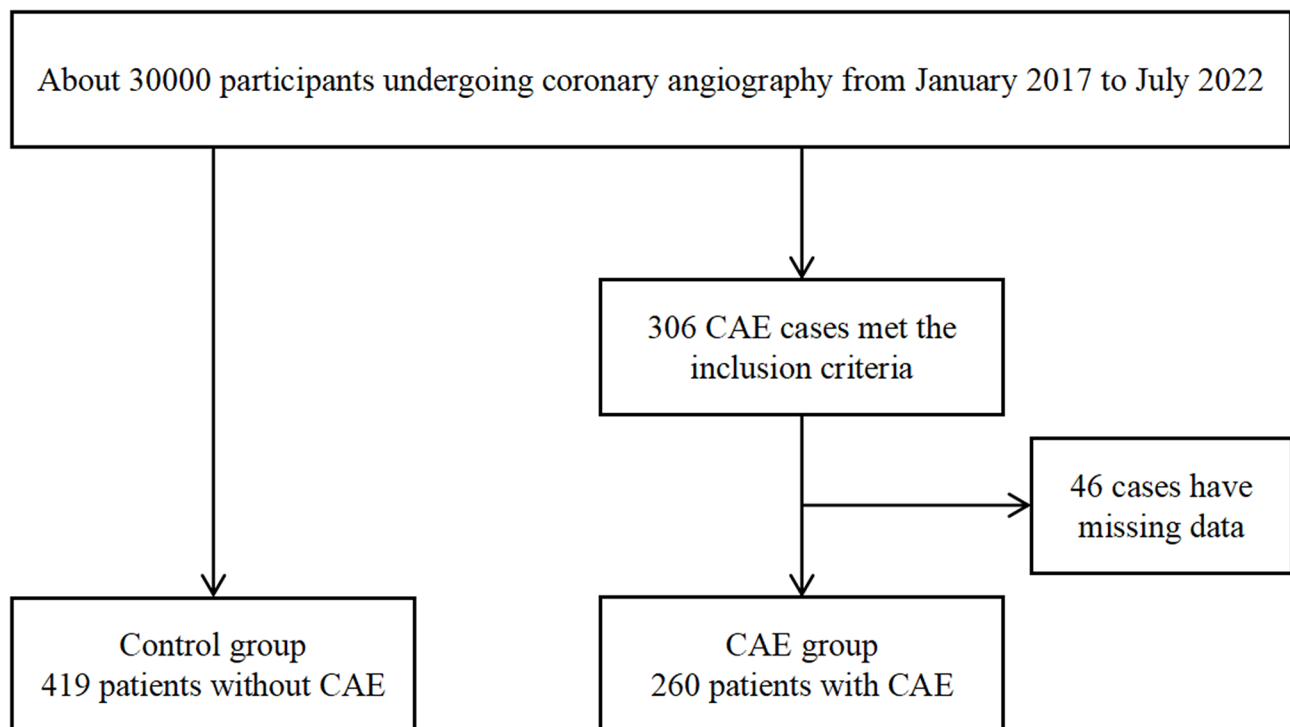 About 30000 participants undergoing coronary angiography from January 2017 to July 2022
306 CAE cases met the
inclusion criteria
46 cases have
missing data
Control group
419 patients without CAE
CAE group
260 patients with CAE